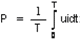 P = 1/T ∫₀ᵀ uidt: